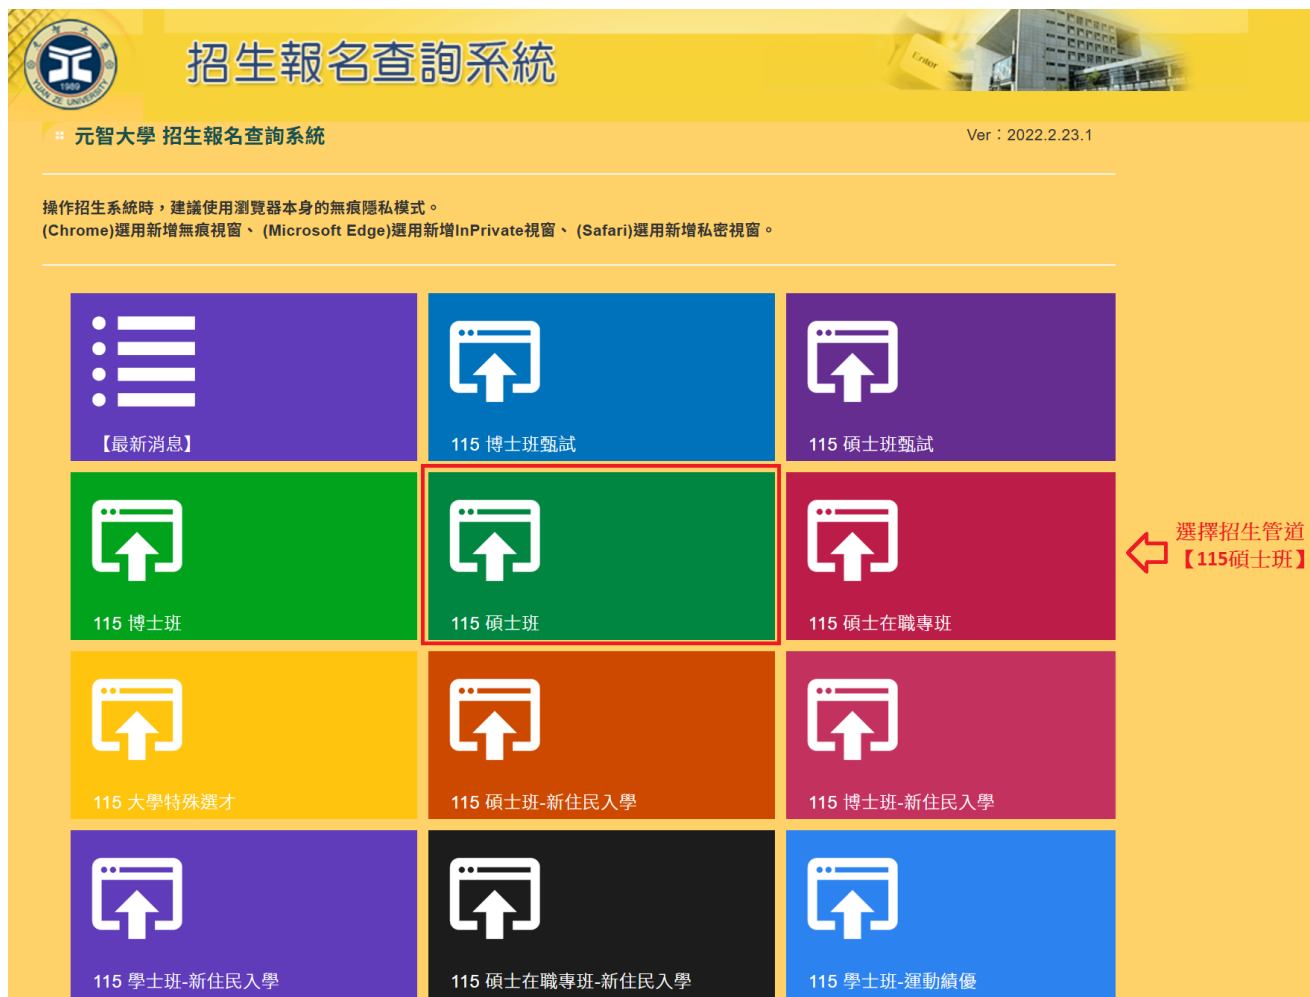 元智大學
1989
YUAN ZE UNIVERSITY
招生報名查詢系統
Enter
元智大學 招生報名查詢系統
Ver:2022.2.23.1
操作招生系統時,建議使用瀏覽器本身的無痕隱私模式。
(Chrome)選用新增無痕視窗、 (Microsoft Edge)選用新增InPrivate視窗、 (Safari)選用新增私密視窗。
【最新消息】
115 博士班甄試
115 碩士班甄試
115 博士班
115 碩士班
115 碩士在職專班
選擇招生管道
【115碩士班】
115 大學特殊選才
115 碩士班-新住民入學
115 博士班-新住民入學
115 學士班-新住民入學
115 碩士在職專班-新住民入學
115 學士班-運動績優